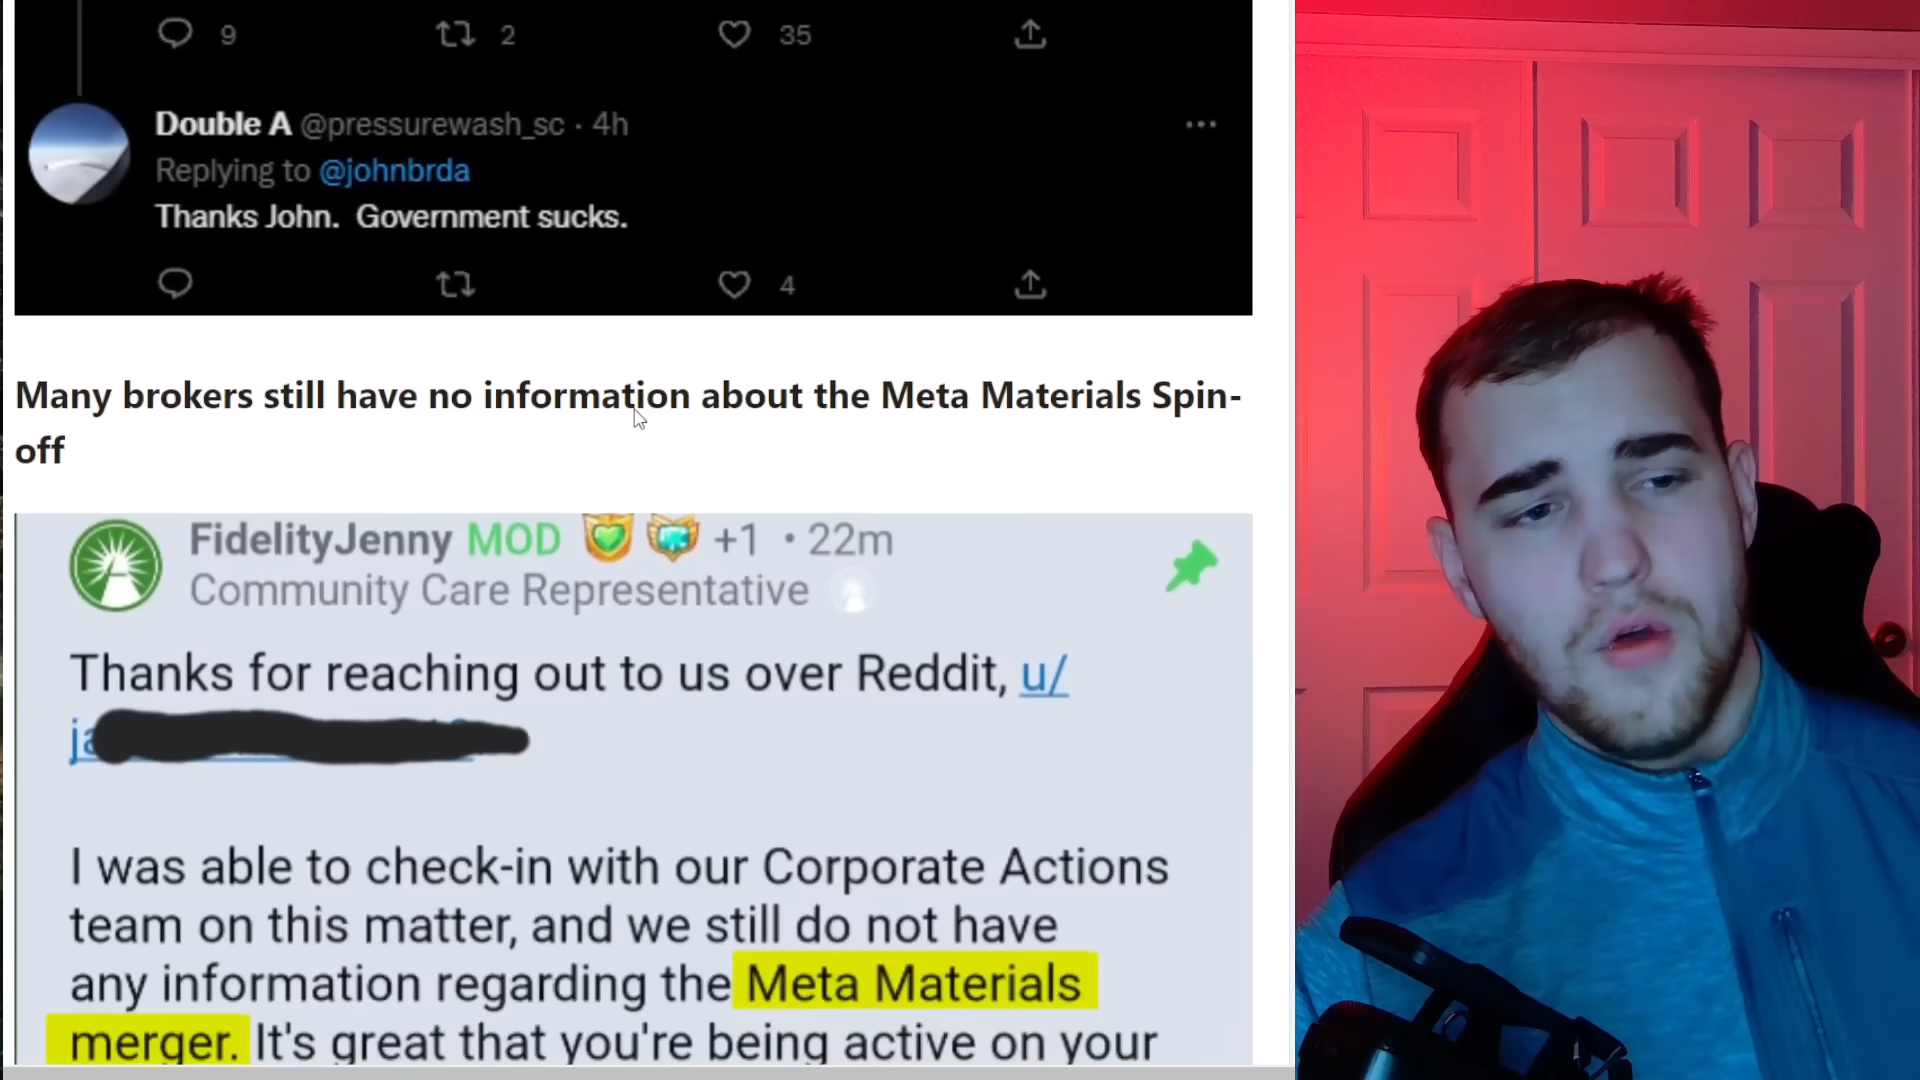 9 2 35
Double A @pressurewash_sc · 4h
Replying to @johnbrda
Thanks John. Government sucks.
4
Many brokers still have no information about the Meta Materials Spin-
off
FidelityJenny MOD +1 • 22m
Community Care Representative
Thanks for reaching out to us over Reddit, u/
ja
I was able to check-in with our Corporate Actions
team on this matter, and we still do not have
any information regarding the Meta Materials
merger. It's great that you're being active on your